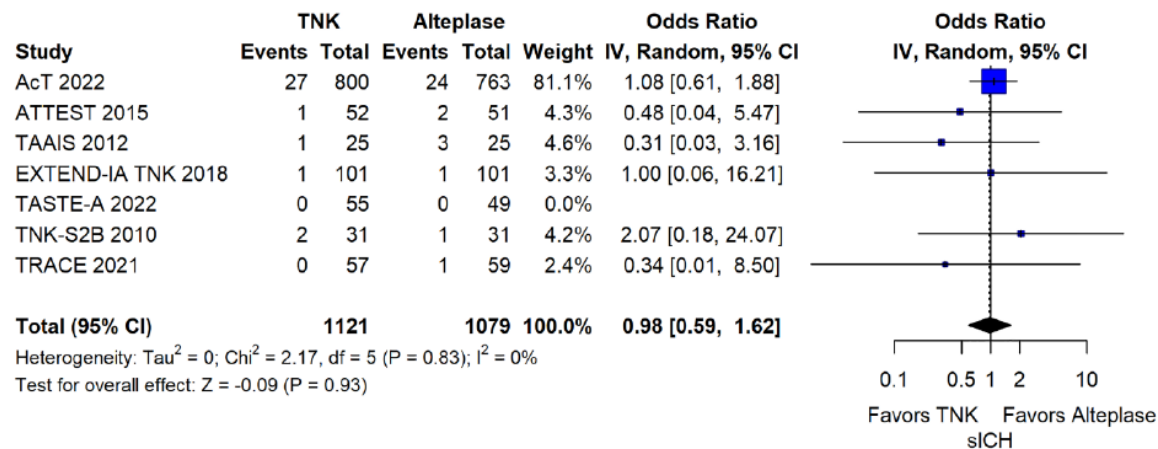 TNK Alteplase Odds Ratio Odds Ratio
Study Events Total Events Total Weight IV, Random, 95% CI IV, Random, 95% CI
AcT 2022 27 800 24 763 81.1% 1.08 [0.61, 1.88]
ATTEST 2015 1 52 2 51 4.3% 0.48 [0.04, 5.47]
TAAIS 2012 1 25 3 25 4.6% 0.31 [0.03, 3.16]
EXTEND-IA TNK 2018 1 101 1 101 3.3% 1.00 [0.06, 16.21]
TASTE-A 2022 0 55 0 49 0.0%
TNK-S2B 2010 2 31 1 31 4.2% 2.07 [0.18, 24.07]
TRACE 2021 0 57 1 59 2.4% 0.34 [0.01, 8.50]
Total (95% CI) 1121 1079 100.0% 0.98 [0.59, 1.62]
Heterogeneity: Tau² = 0; Chi² = 2.17, df = 5 (P = 0.83); I² = 0%
Test for overall effect: Z = -0.09 (P = 0.93)
0.1 0.5 1 2 10
Favors TNK Favors Alteplase
sICH